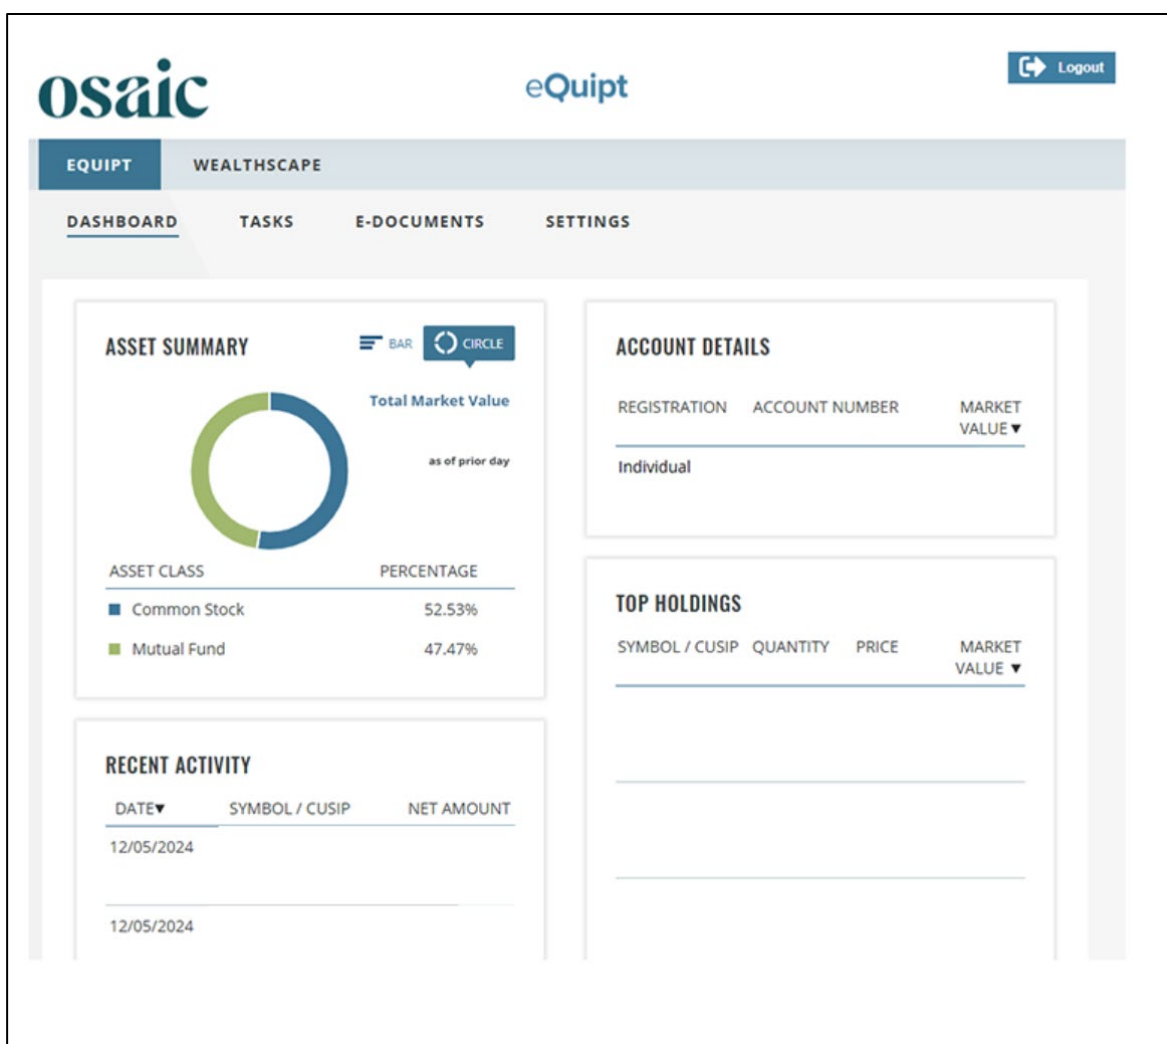 osaic
eQuipt
Logout
EQUIPT WEALTHSCAPE
DASHBOARD TASKS E-DOCUMENTS SETTINGS
ASSET SUMMARY
BAR CIRCLE
Total Market Value
as of prior day
ASSET CLASS PERCENTAGE
Common Stock 52.53%
Mutual Fund 47.47%
RECENT ACTIVITY
DATE▼ SYMBOL / CUSIP NET AMOUNT
12/05/2024
12/05/2024
ACCOUNT DETAILS
REGISTRATION ACCOUNT NUMBER MARKET
VALUE▼
Individual
TOP HOLDINGS
SYMBOL / CUSIP QUANTITY PRICE MARKET
VALUE ▼